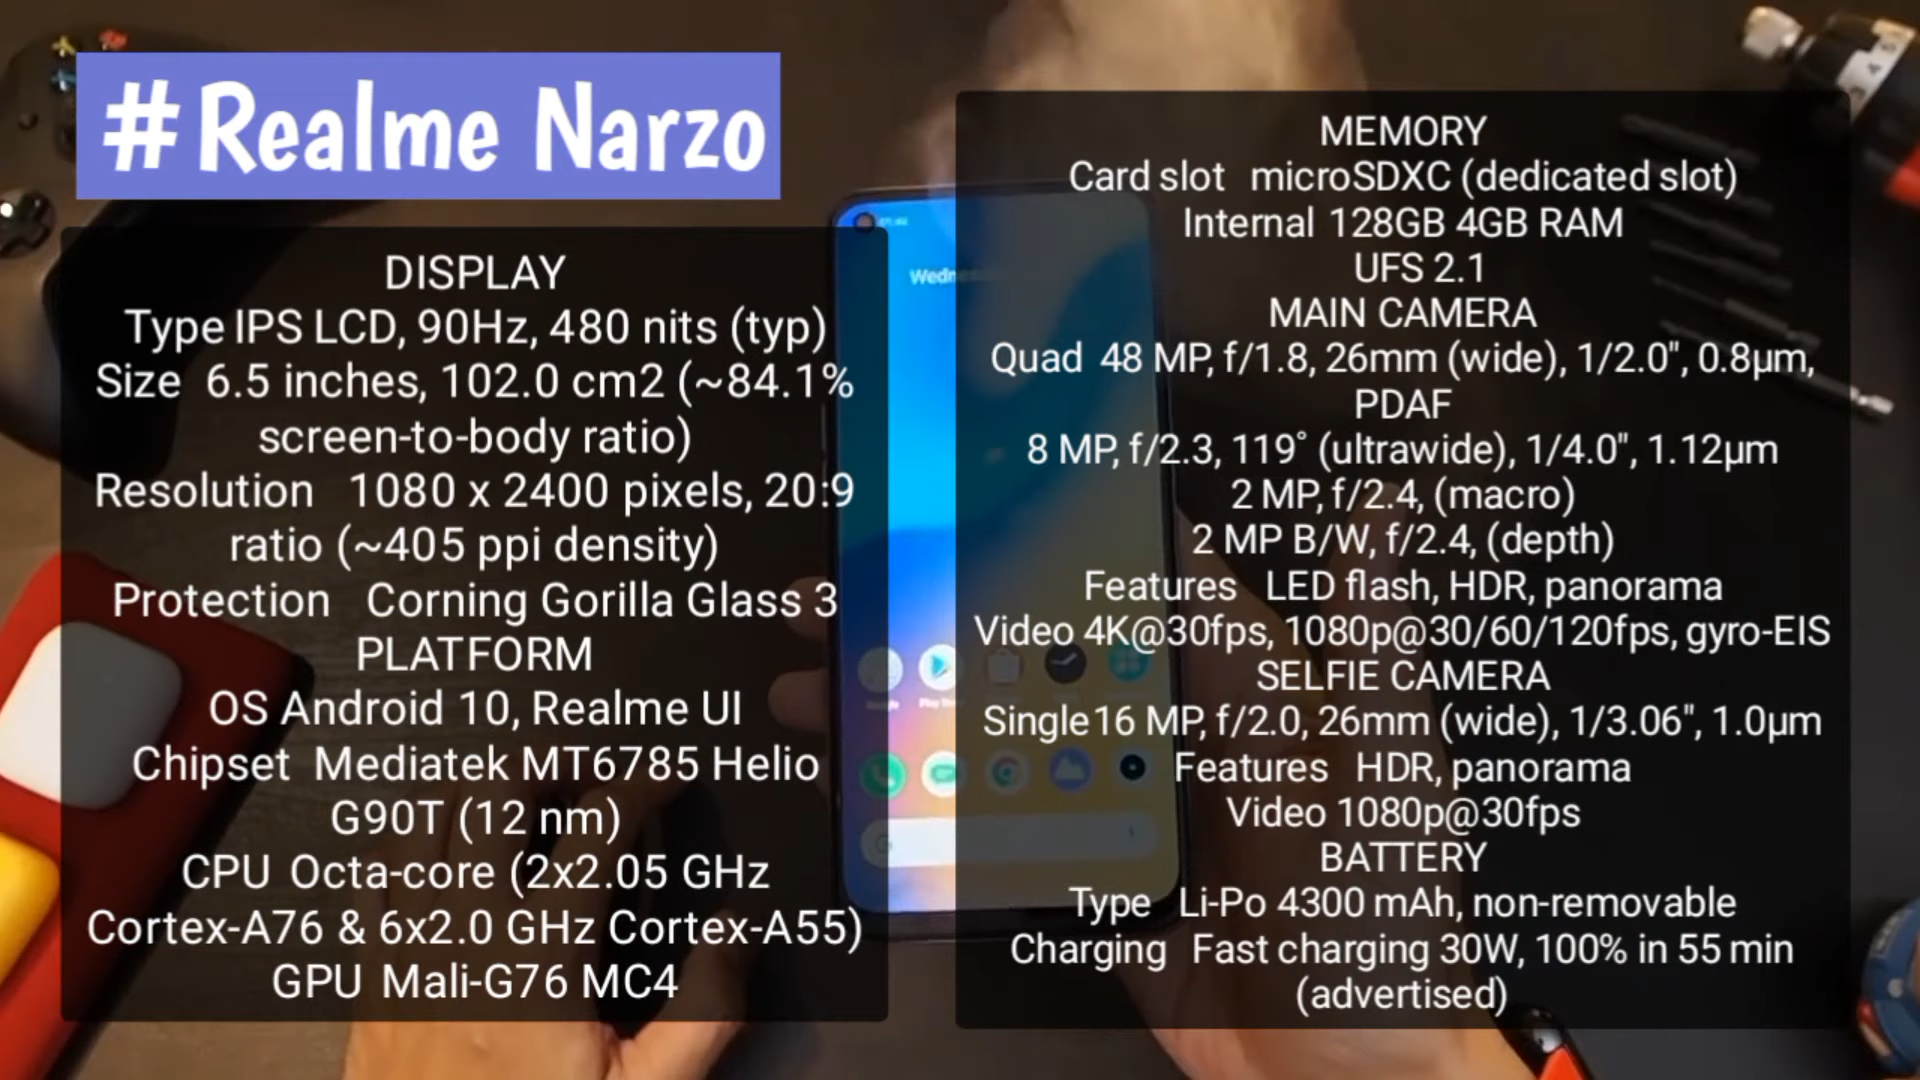 #Realme Narzo
DISPLAY
Type IPS LCD, 90Hz, 480 nits (typ)
Size 6.5 inches, 102.0 cm2 (~84.1%
screen-to-body ratio)
Resolution 1080 x 2400 pixels, 20:9
ratio (~405 ppi density)
Protection Corning Gorilla Glass 3
PLATFORM
OS Android 10, Realme UI
Chipset Mediatek MT6785 Helio
G90T (12 nm)
CPU Octa-core (2x2.05 GHz
Cortex-A76 & 6x2.0 GHz Cortex-A55)
GPU Mali-G76 MC4
MEMORY
Card slot microSDXC (dedicated slot)
Internal 128GB 4GB RAM
UFS 2.1
MAIN CAMERA
Quad 48 MP, f/1.8, 26mm (wide), 1/2.0", 0.8µm,
PDAF
8 MP, f/2.3, 119° (ultrawide), 1/4.0", 1.12µm
2 MP, f/2.4, (macro)
2 MP B/W, f/2.4, (depth)
Features LED flash, HDR, panorama
Video 4K@30fps, 1080p@30/60/120fps, gyro-EIS
SELFIE CAMERA
Single 16 MP, f/2.0, 26mm (wide), 1/3.06", 1.0µm
Features HDR, panorama
Video 1080p@30fps
BATTERY
Type Li-Po 4300 mAh, non-removable
Charging Fast charging 30W, 100% in 55 min
(advertised)